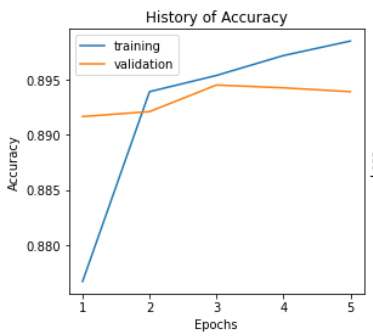 History of Accuracy
training
validation
0.895
0.890
0.885
0.880
Accuracy
1 2 3 4 5
Epochs